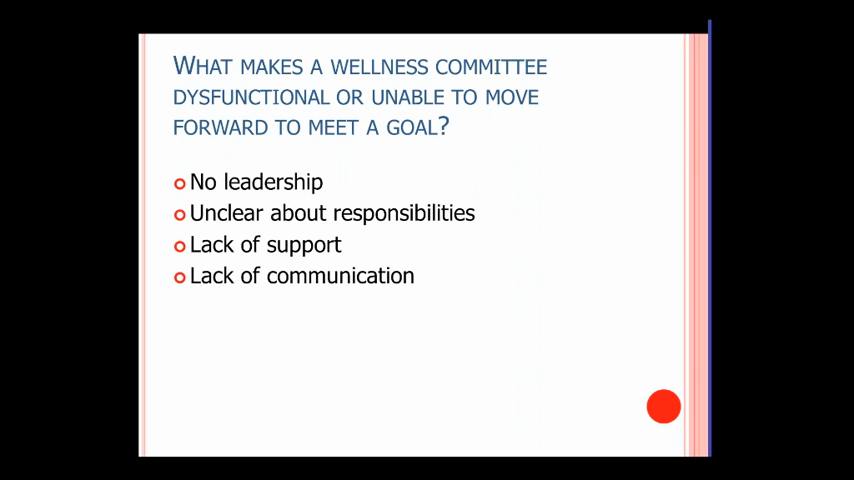 WHAT MAKES A WELLNESS COMMITTEE
DYSFUNCTIONAL OR UNABLE TO MOVE
FORWARD TO MEET A GOAL?
No leadership
Unclear about responsibilities
Lack of support
Lack of communication